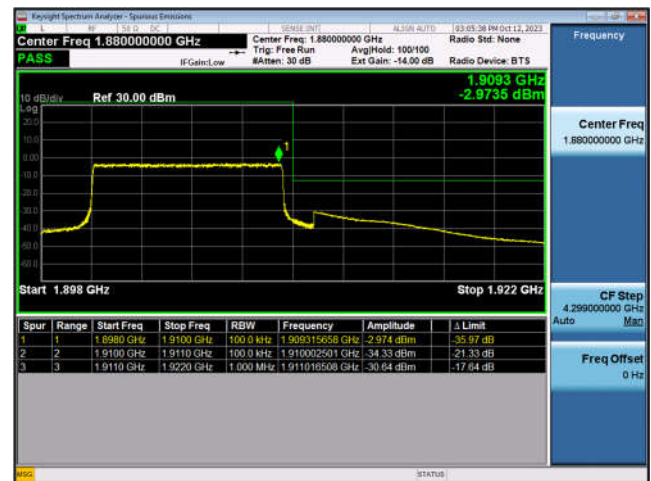 Keysight Spectrum Analyzer - Spurious Emissions
L RF 50 Ω DC SENSE:INT ALIGN AUTO 03:05:38 PM Oct 12, 2023
Center Freq 1.880000000 GHz
Center Freq: 1.880000000 GHz
Radio Std: None
Trig: Free Run
Avg|Hold: 100/100
PASS
IFGain:Low
#Atten: 30 dB
Ext Gain: -14.00 dB
Radio Device: BTS
1.9093 GHz
-2.9735 dBm
10 dB/div
Ref 30.00 dBm
Log
20.0
10.0
0.00
-10.0
-20.0
-30.0
-40.0
-50.0
-60.0
1
Start 1.898 GHz
Stop 1.922 GHz
Spur Range Start Freq Stop Freq RBW Frequency Amplitude Δ Limit
1 1 1.8980 GHz 1.9100 GHz 100.0 kHz 1.909315658 GHz -2.974 dBm -35.97 dB
2 2 1.9100 GHz 1.9110 GHz 100.0 kHz 1.910002501 GHz -34.33 dBm -21.33 dB
3 3 1.9110 GHz 1.9220 GHz 1.000 MHz 1.911016508 GHz -30.64 dBm -17.64 dB
Frequency
Center Freq
1.880000000 GHz
CF Step
4.299000000 GHz
Auto Man
Freq Offset
0 Hz
MSG
STATUS